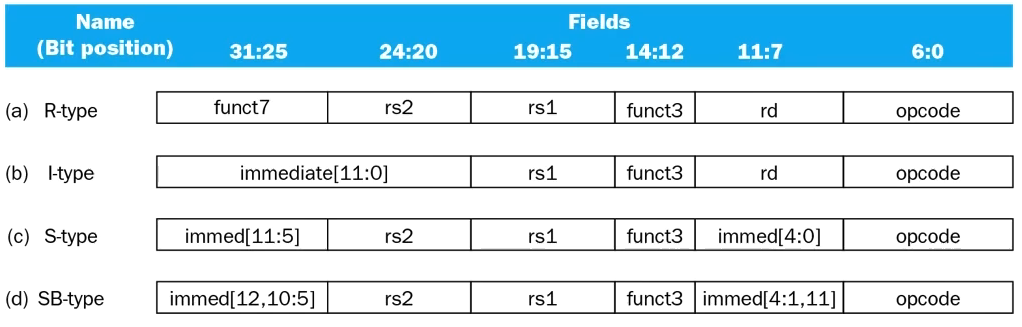 Name Fields
(Bit position) 31:25 24:20 19:15 14:12 11:7 6:0
(a) R-type funct7 rs2 rs1 funct3 rd opcode
(b) I-type immediate[11:0] rs1 funct3 rd opcode
(c) S-type immed[11:5] rs2 rs1 funct3 immed[4:0] opcode
(d) SB-type immed[12,10:5] rs2 rs1 funct3 immed[4:1,11] opcode